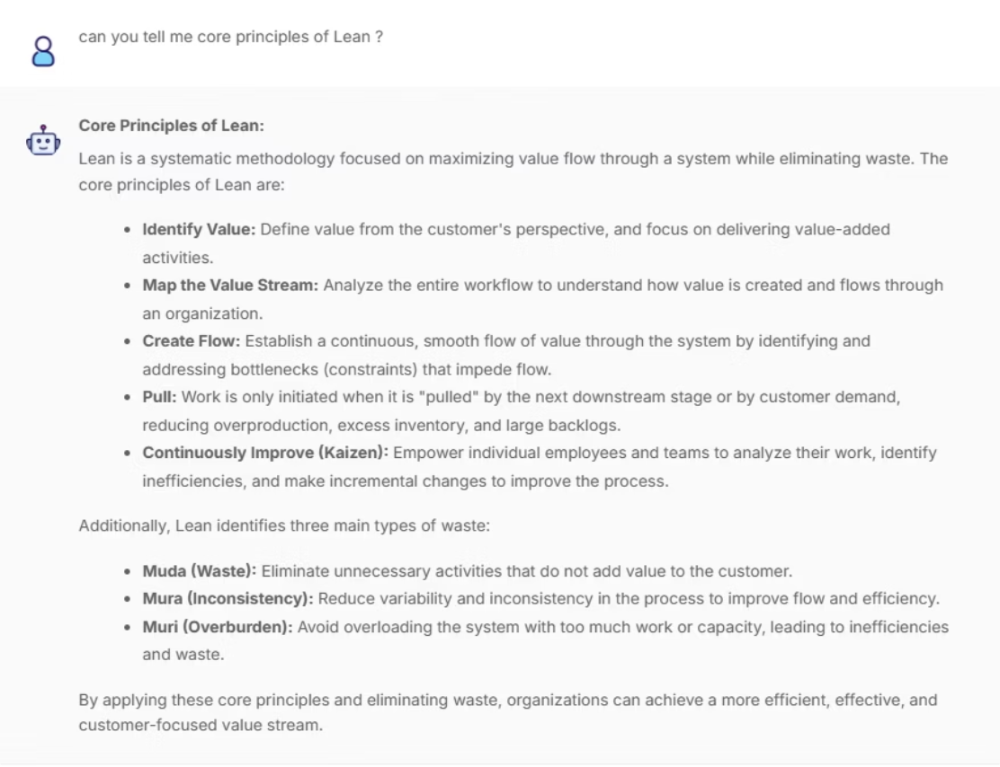 can you tell me core principles of Lean ?
Core Principles of Lean:
Lean is a systematic methodology focused on maximizing value flow through a system while eliminating waste. The
core principles of Lean are:
• Identify Value: Define value from the customer's perspective, and focus on delivering value-added
activities.
• Map the Value Stream: Analyze the entire workflow to understand how value is created and flows through
an organization.
• Create Flow: Establish a continuous, smooth flow of value through the system by identifying and
addressing bottlenecks (constraints) that impede flow.
• Pull: Work is only initiated when it is "pulled" by the next downstream stage or by customer demand,
reducing overproduction, excess inventory, and large backlogs.
• Continuously Improve (Kaizen): Empower individual employees and teams to analyze their work, identify
inefficiencies, and make incremental changes to improve the process.
Additionally, Lean identifies three main types of waste:
• Muda (Waste): Eliminate unnecessary activities that do not add value to the customer.
• Mura (Inconsistency): Reduce variability and inconsistency in the process to improve flow and efficiency.
• Muri (Overburden): Avoid overloading the system with too much work or capacity, leading to inefficiencies
and waste.
By applying these core principles and eliminating waste, organizations can achieve a more efficient, effective, and
customer-focused value stream.